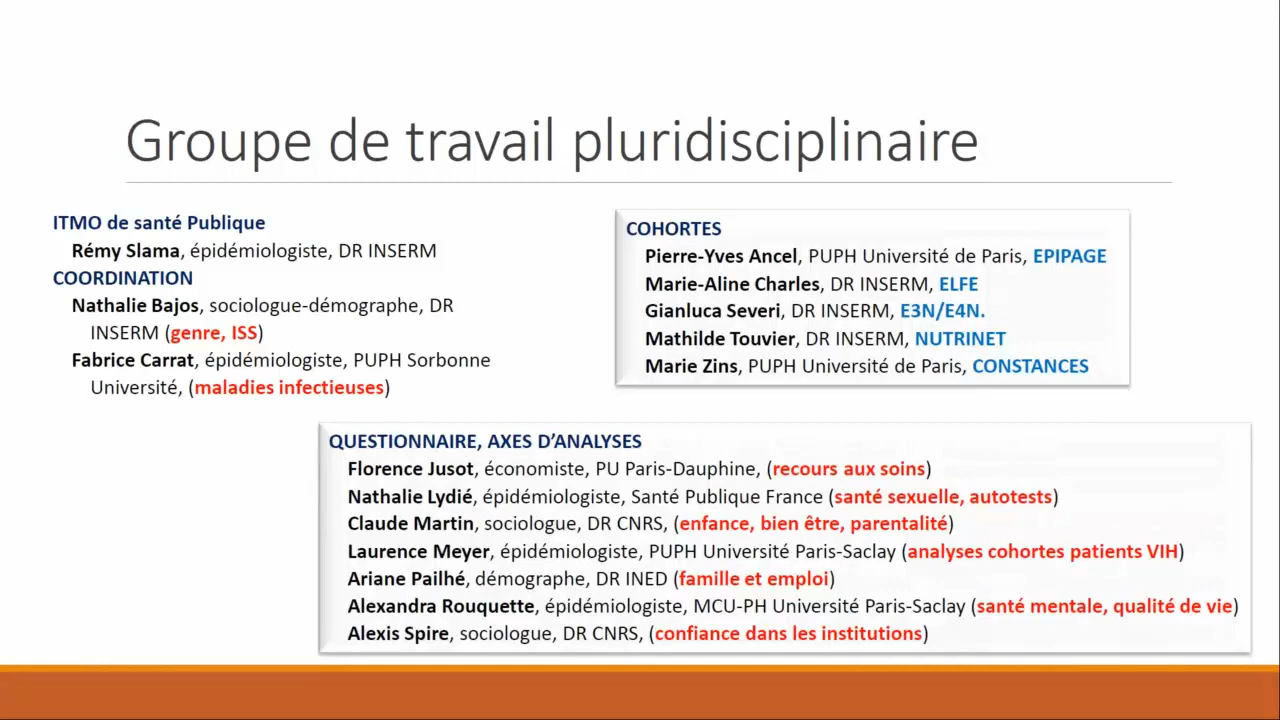 Groupe de travail pluridisciplinaire
ITMO de santé Publique
Rémy Slama, épidémiologiste, DR INSERM
COORDINATION
Nathalie Bajos, sociologue-démographe, DR
INSERM (genre, ISS)
Fabrice Carrat, épidémiologiste, PUPH Sorbonne
Université, (maladies infectieuses)
COHORTES
Pierre-Yves Ancel, PUPH Université de Paris, EPIPAGE
Marie-Aline Charles, DR INSERM, ELFE
Gianluca Severi, DR INSERM, E3N/E4N.
Mathilde Touvier, DR INSERM, NUTRINET
Marie Zins, PUPH Université de Paris, CONSTANCES
QUESTIONNAIRE, AXES D’ANALYSES
Florence Jusot, économiste, PU Paris-Dauphine, (recours aux soins)
Nathalie Lydié, épidémiologiste, Santé Publique France (santé sexuelle, autotests)
Claude Martin, sociologue, DR CNRS, (enfance, bien être, parentalité)
Laurence Meyer, épidémiologiste, PUPH Université Paris-Saclay (analyses cohortes patients VIH)
Ariane Pailhé, démographe, DR INED (famille et emploi)
Alexandra Rouquette, épidémiologiste, MCU-PH Université Paris-Saclay (santé mentale, qualité de vie)
Alexis Spire, sociologue, DR CNRS, (confiance dans les institutions)